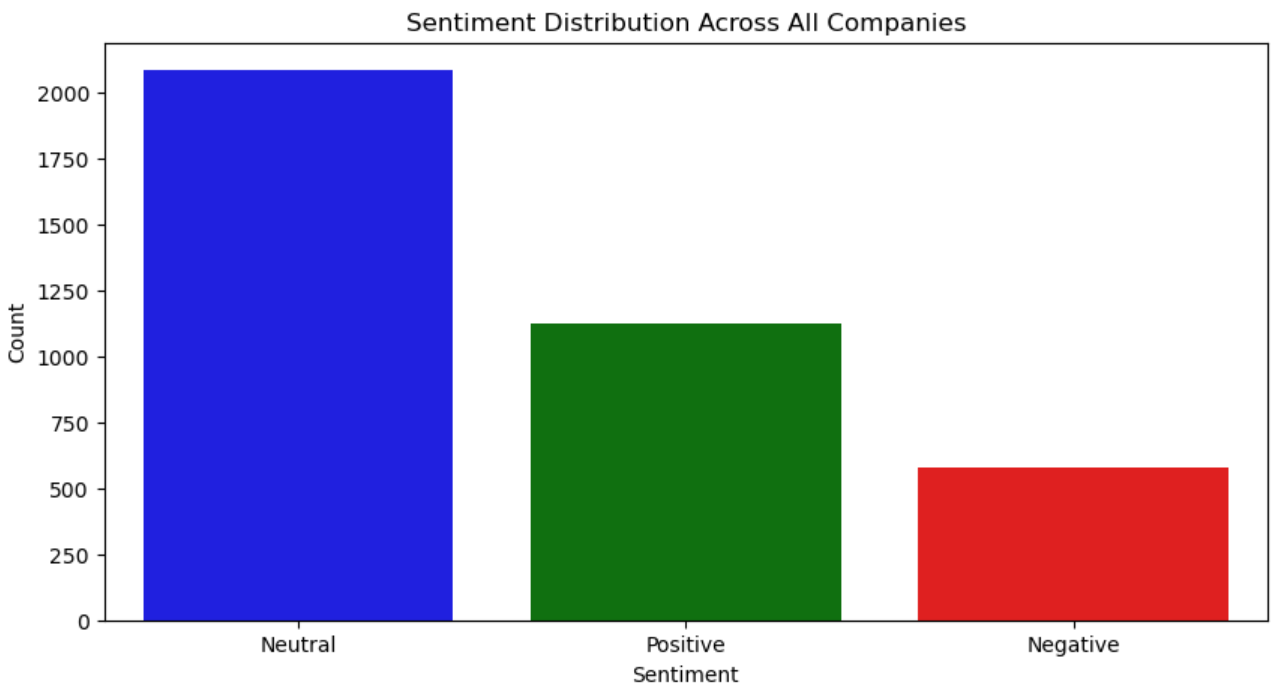 Sentiment Distribution Across All Companies
2000
1750
1500
1250
1000
750
500
250
0
Count
Neutral Positive Negative
Sentiment